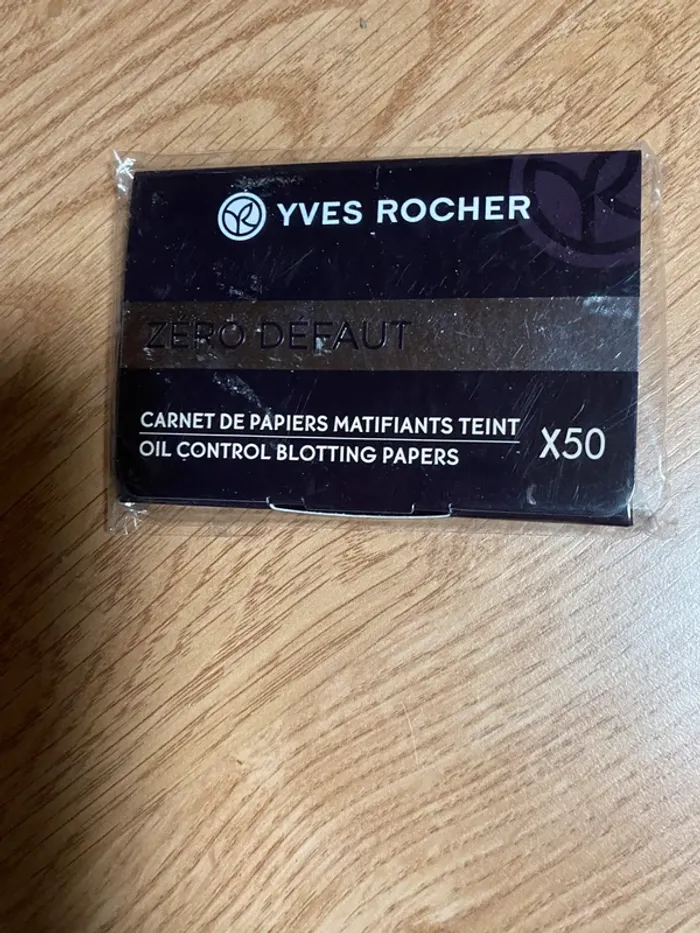 YVES ROCHER
ZÉRO DÉFAUT
CARNET DE PAPIERS MATIFIANTS TEINT
OIL CONTROL BLOTTING PAPERS
X50